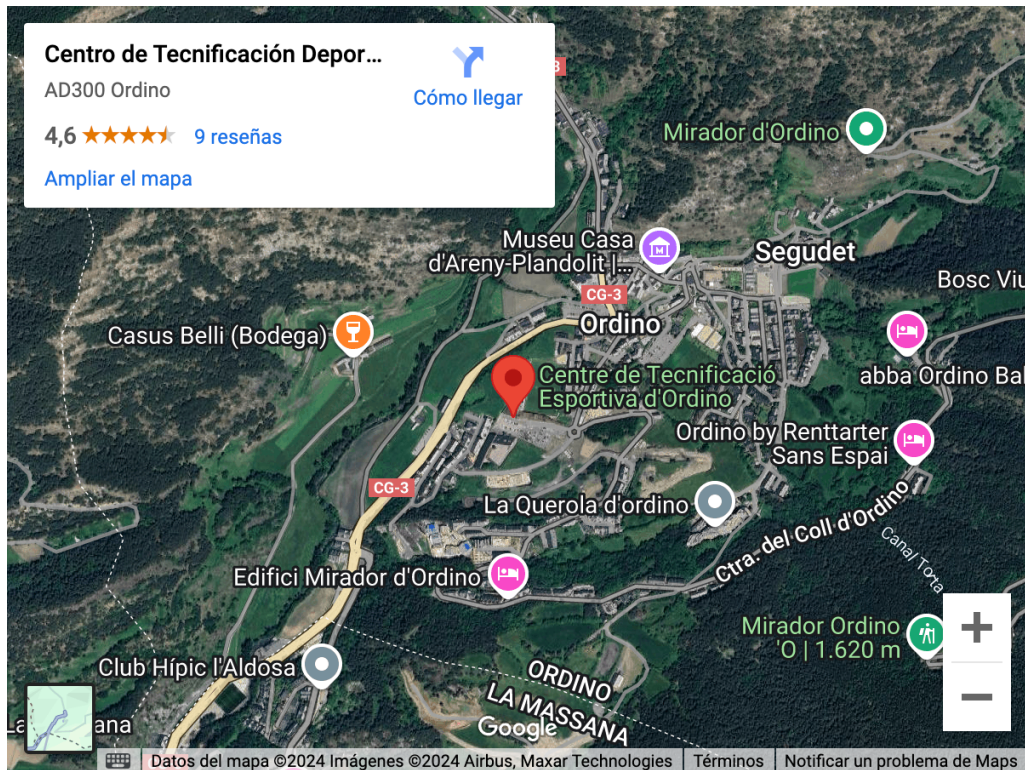 Centro de Tecnificación Depor...
AD300 Ordino
Cómo llegar
4,6
9 reseñas
Ampliar el mapa
Mirador d'Ordino
Museu Casa
d'Areny-Plandolit |...
Segudet
CG-3
Bosc Viu
Ordino
Casus Belli (Bodega)
Centre de Tecnificació
Esportiva d'Ordino
abba Ordino Bal
Ordino by Renttarter
Sans Espai
CG-3
La Querola d'ordino
Ctra. del Coll d'Ordino
Canal Torta
Edifici Mirador d'Ordino
Mirador Ordino
'O | 1.620 m
Club Hípic l'Aldosa
ORDINO
LA MASSANA
Google
Datos del mapa ©2024 Imágenes ©2024 Airbus, Maxar Technologies
Términos
Notificar un problema de Maps